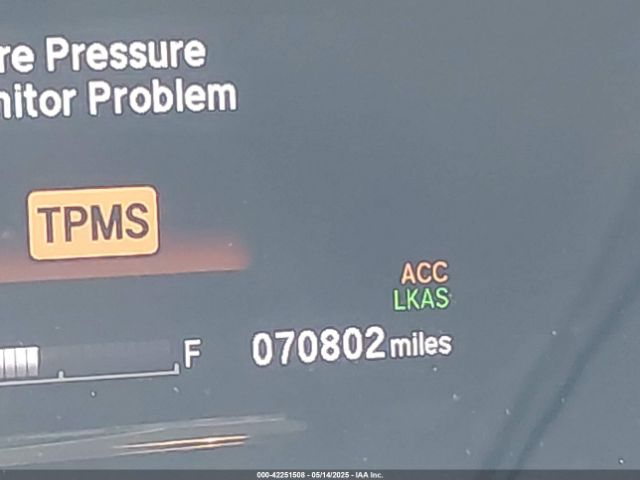 re Pressure
nitor Problem
TPMS
ACC
LKAS
F
070802 miles
000-42251508 - 05/14/2025 - IAA Inc.